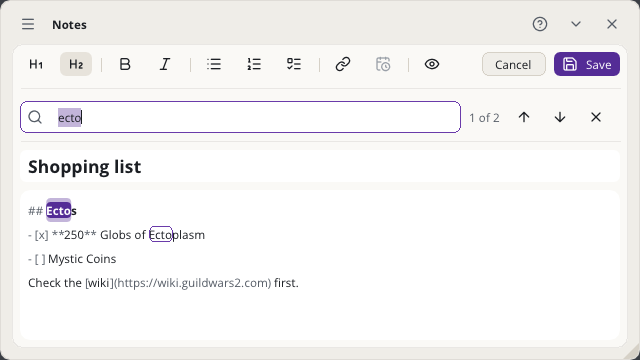 Notes
H1 H2 B I Cancel Save
ecto 1 of 2
Shopping list
## Ectos
- [x] **250** Globs of Ectoplasm
- [ ] Mystic Coins
Check the [wiki](https://wiki.guildwars2.com) first.